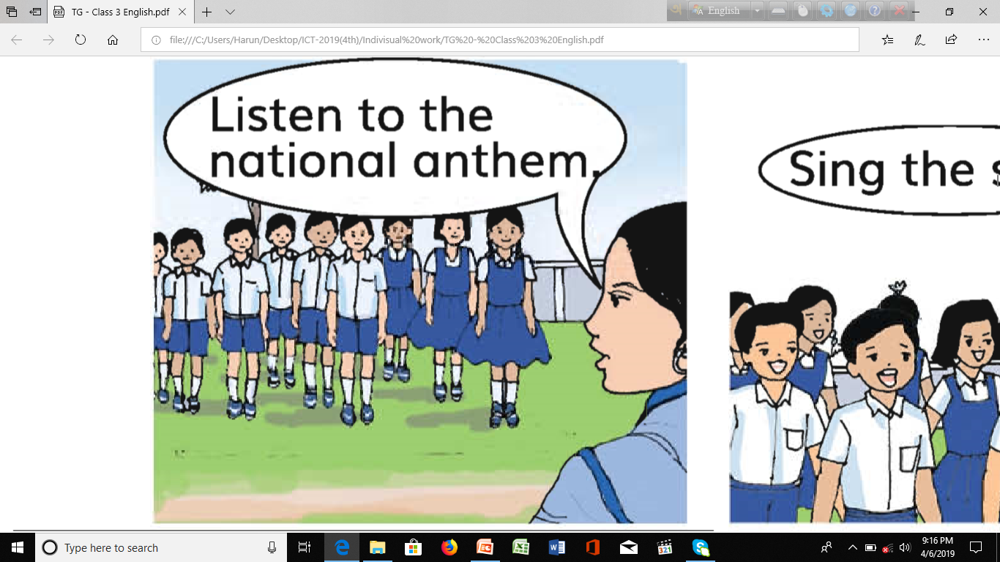 TG - Class 3 English.pdf
English
file:///C:/Users/Harun/Desktop/ICT-2019(4th)/Indivisual%20work/TG%20-%20Class%203%20English.pdf
Listen to the
national anthem.
Sing the s
Type here to search
321
9:16 PM
4/6/2019